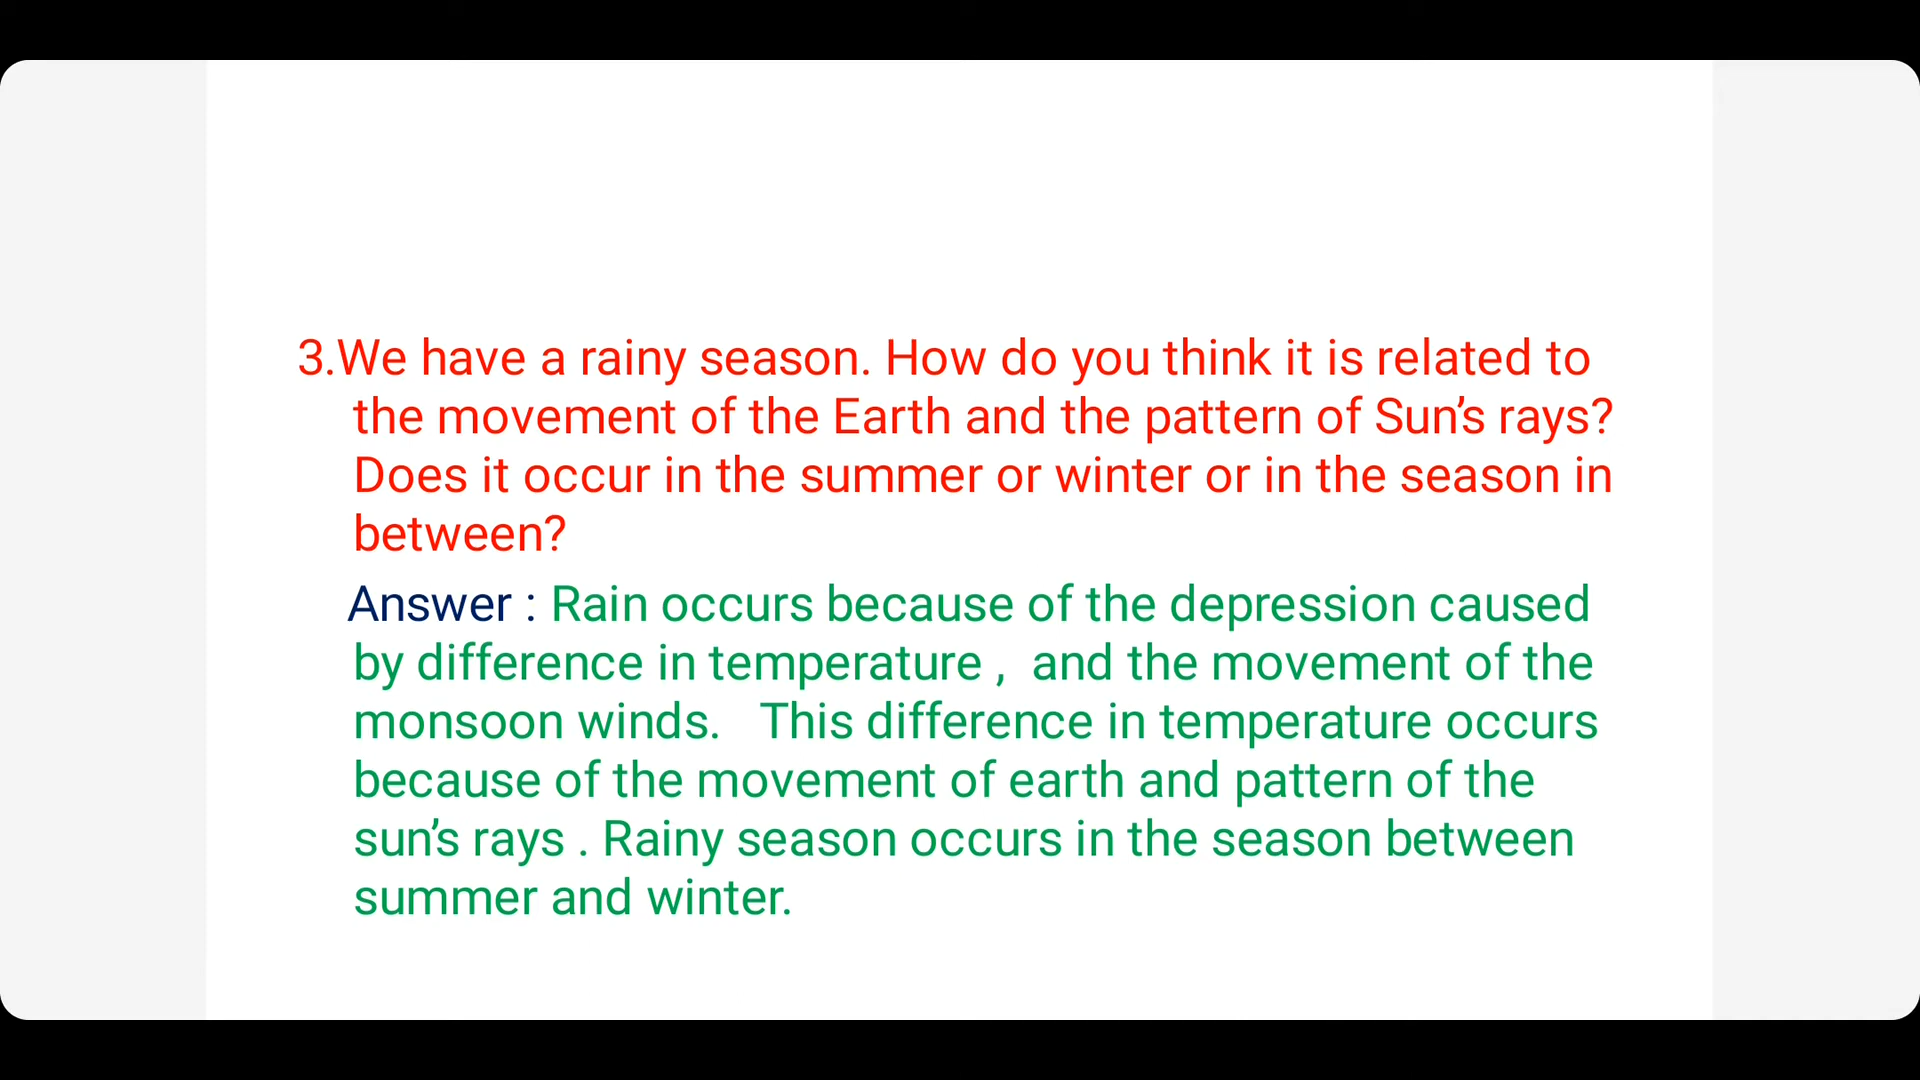 3.We have a rainy season. How do you think it is related to
the movement of the Earth and the pattern of Sun’s rays?
Does it occur in the summer or winter or in the season in
between?
Answer : Rain occurs because of the depression caused
by difference in temperature ,  and the movement of the
monsoon winds.   This difference in temperature occurs
because of the movement of earth and pattern of the
sun’s rays . Rainy season occurs in the season between
summer and winter.